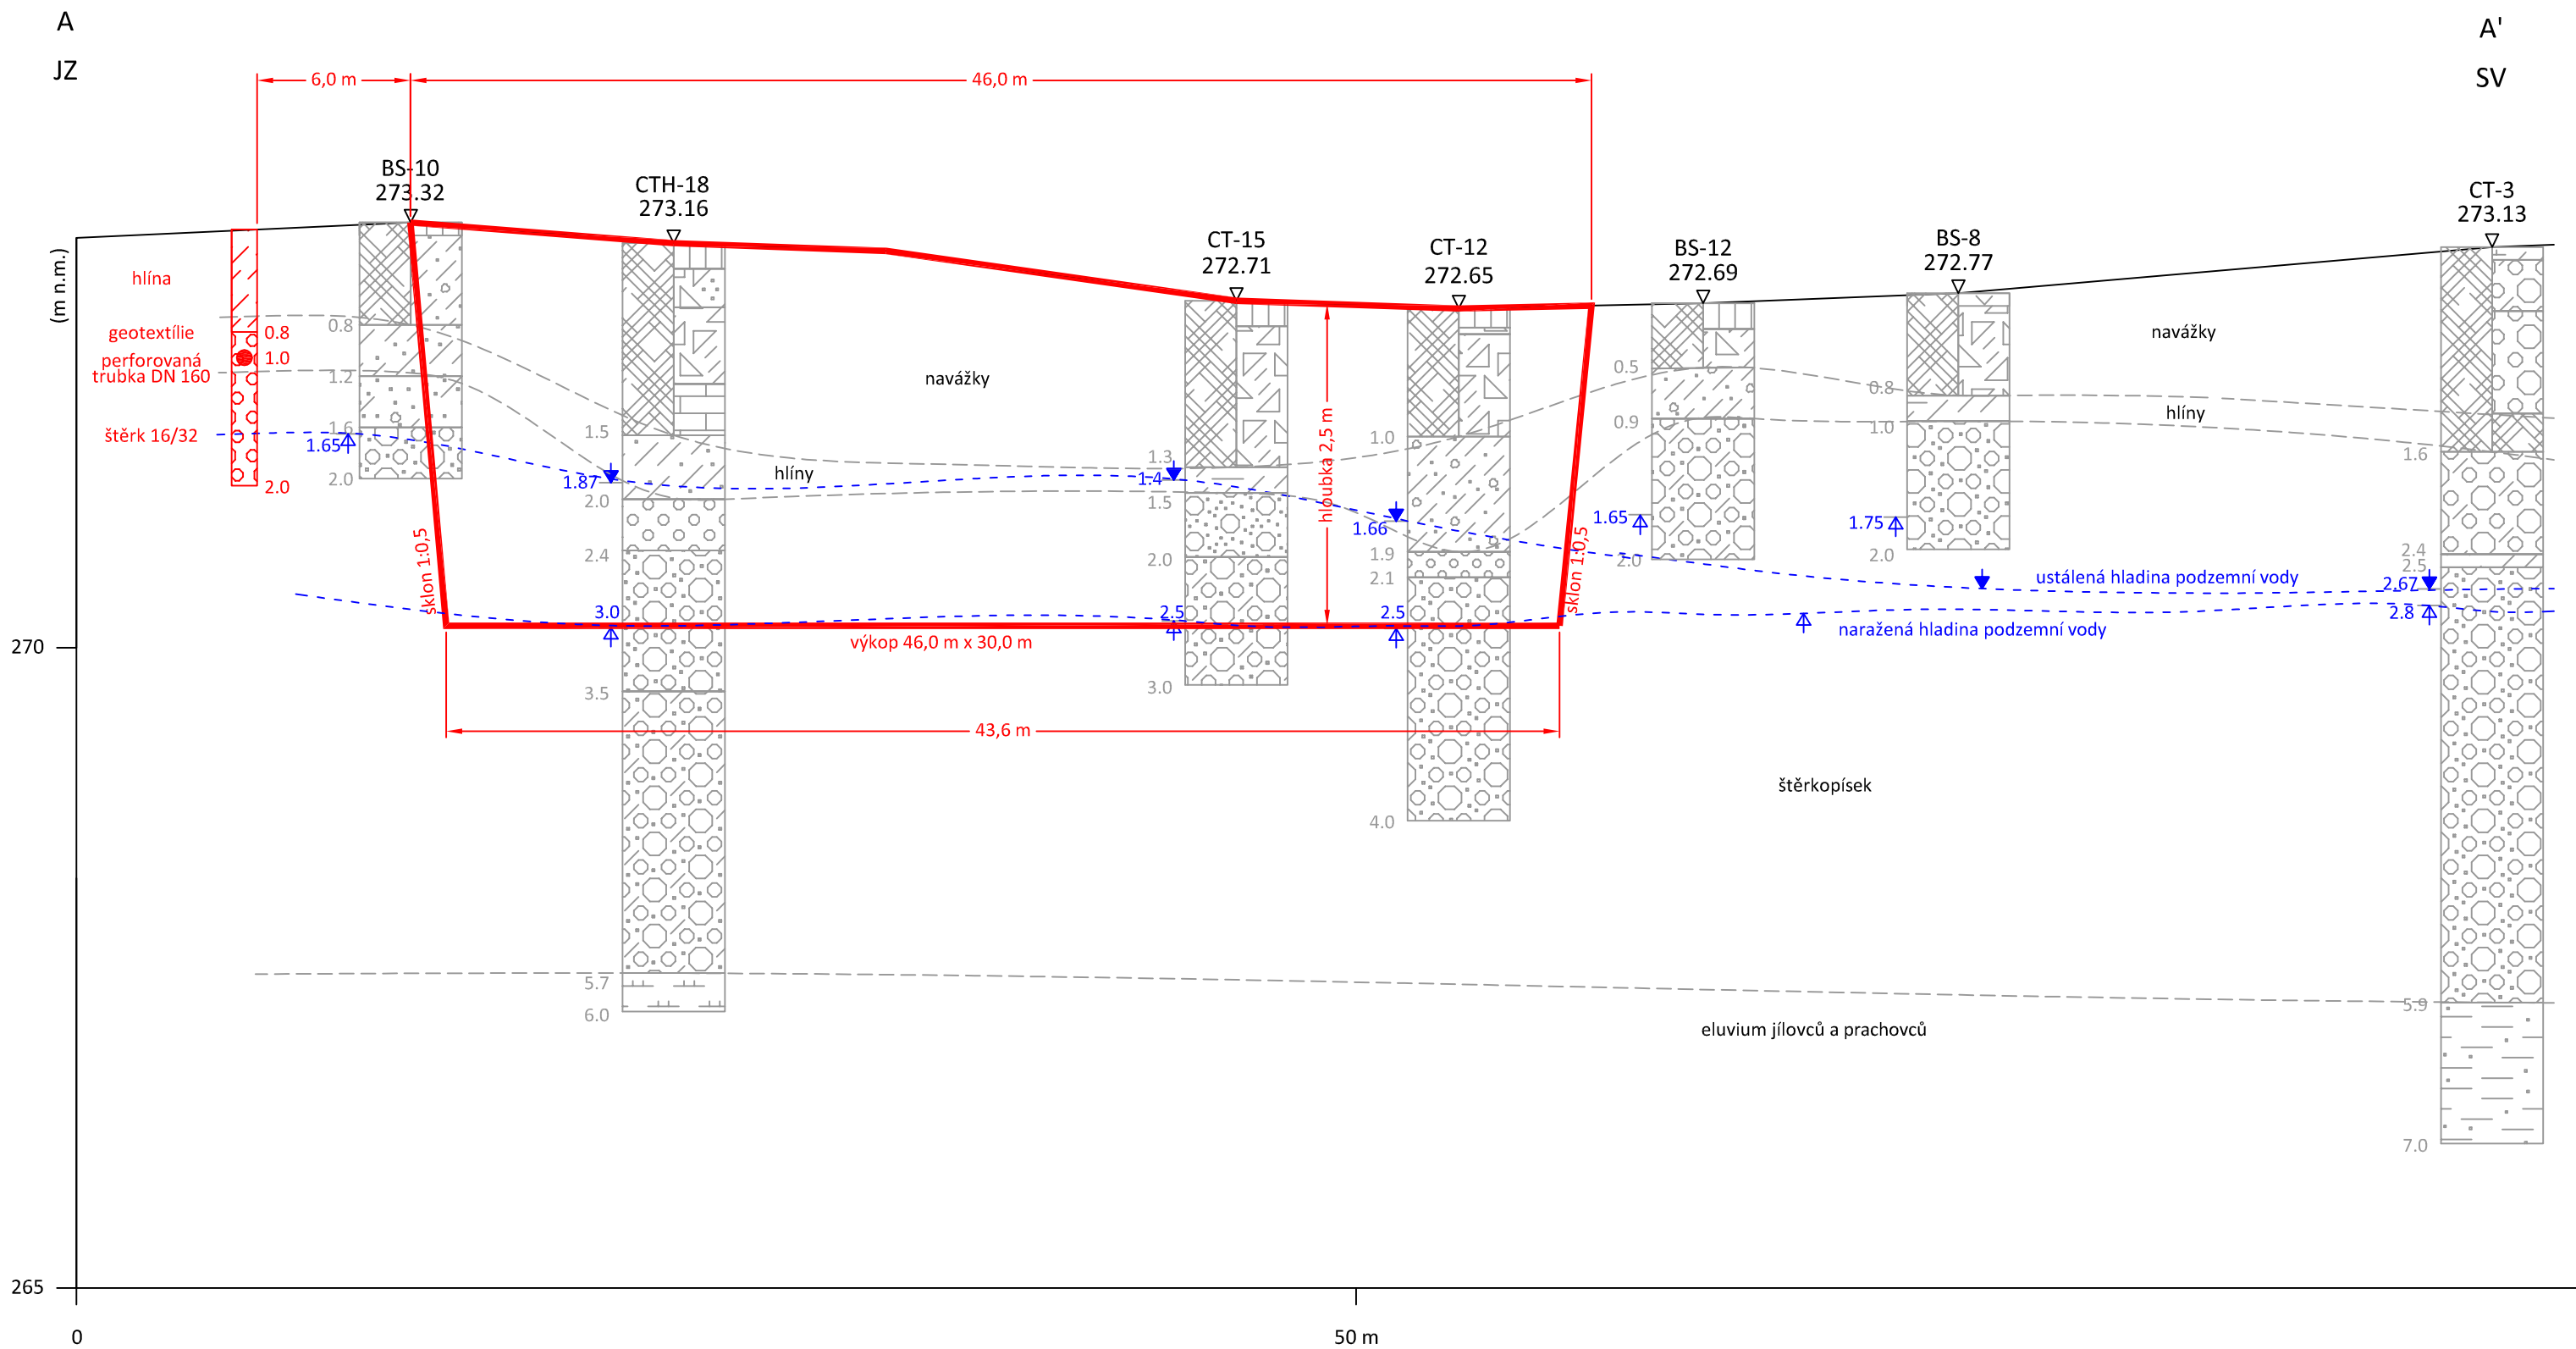 A
A'
JZ
SV
6,0 m
46,0 m
BS-10
273.32
CTH-18
273.16
CT-15
272.71
CT-12
272.65
BS-12
272.69
BS-8
272.77
CT-3
273.13
(m n.m.)
hlína
geotextílie
perforovaná
trubka DN 160
štěrk 16/32
0.8
1.0
2.0
0.8
1.2
1.6
1.65
2.0
sklon 1:0,5
1.5
1.87
2.0
2.4
3.0
3.5
5.7
6.0
navážky
hlíny
1.3
1.4
1.5
2.0
2.5
3.0
hloubka 2,5 m
1.0
1.66
1.9
2.1
2.5
4.0
sklon 1:0,5
0.5
0.9
1.65
2.0
0.8
1.0
1.75
2.0
navážky
hlíny
1.6
2.4
2.5
2.67
2.8
5.9
7.0
ustálená hladina podzemní vody
naražená hladina podzemní vody
výkop 46,0 m x 30,0 m
43,6 m
štěrkopísek
eluvium jílovců a prachovců
270
265
0
50 m